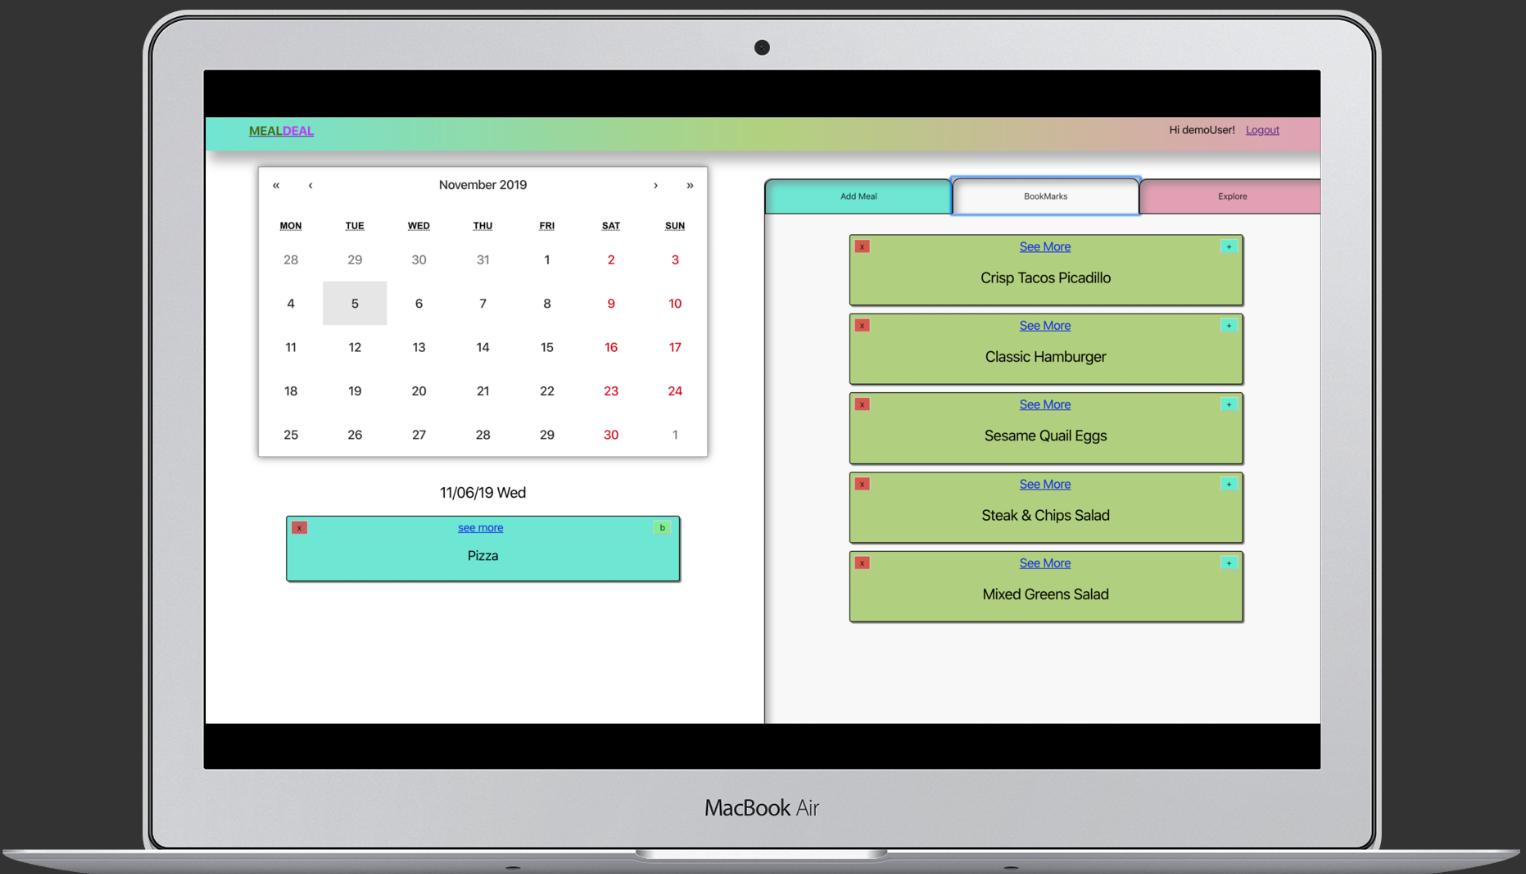 MEALDEAL
Hi demoUser! Logout
« ‹ November 2019 › »
MON TUE WED THU FRI SAT SUN
28 29 30 31 1 2 3
4 5 6 7 8 9 10
11 12 13 14 15 16 17
18 19 20 21 22 23 24
25 26 27 28 29 30 1
11/06/19 Wed
x see more b
Pizza
Add Meal BookMarks Explore
x See More +
Crisp Tacos Picadillo
x See More +
Classic Hamburger
x See More +
Sesame Quail Eggs
x See More +
Steak & Chips Salad
x See More +
Mixed Greens Salad
MacBook Air